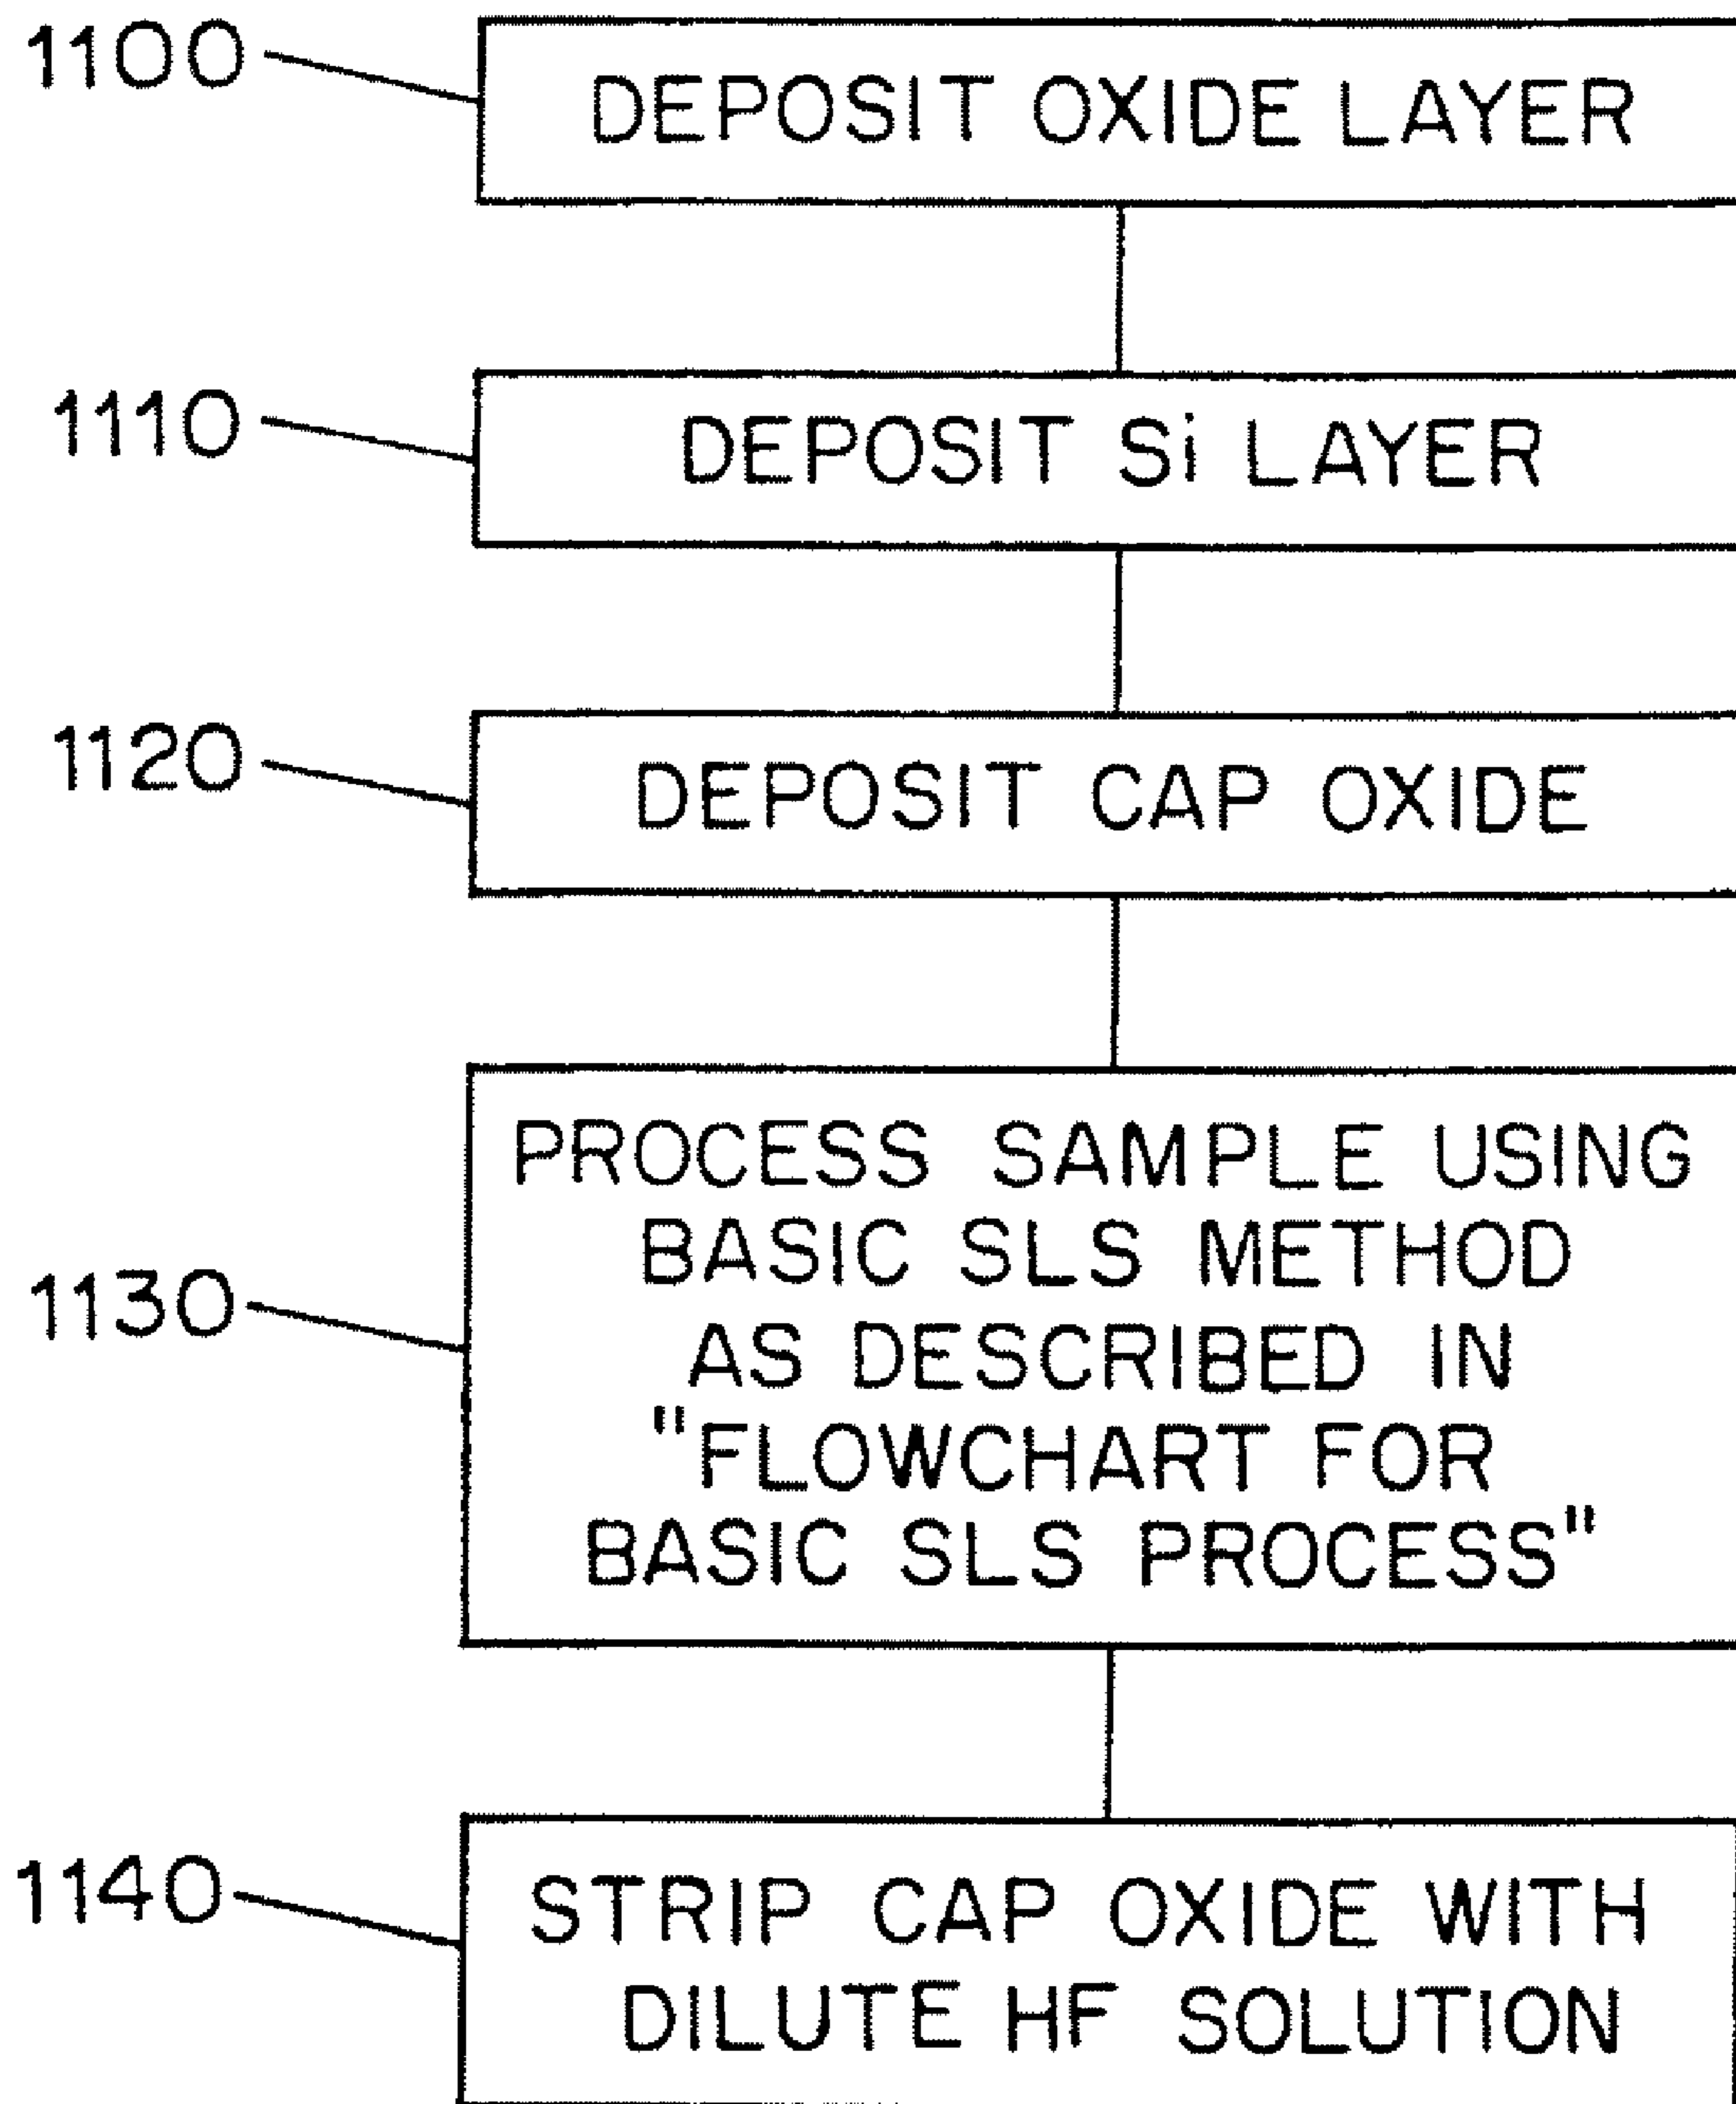 1100
DEPOSIT OXIDE LAYER
1110
DEPOSIT Si LAYER
1120
DEPOSIT CAP OXIDE
1130
PROCESS SAMPLE USING
BASIC SLS METHOD
AS DESCRIBED IN
"FLOWCHART FOR
BASIC SLS PROCESS"
1140
STRIP CAP OXIDE WITH
DILUTE HF SOLUTION